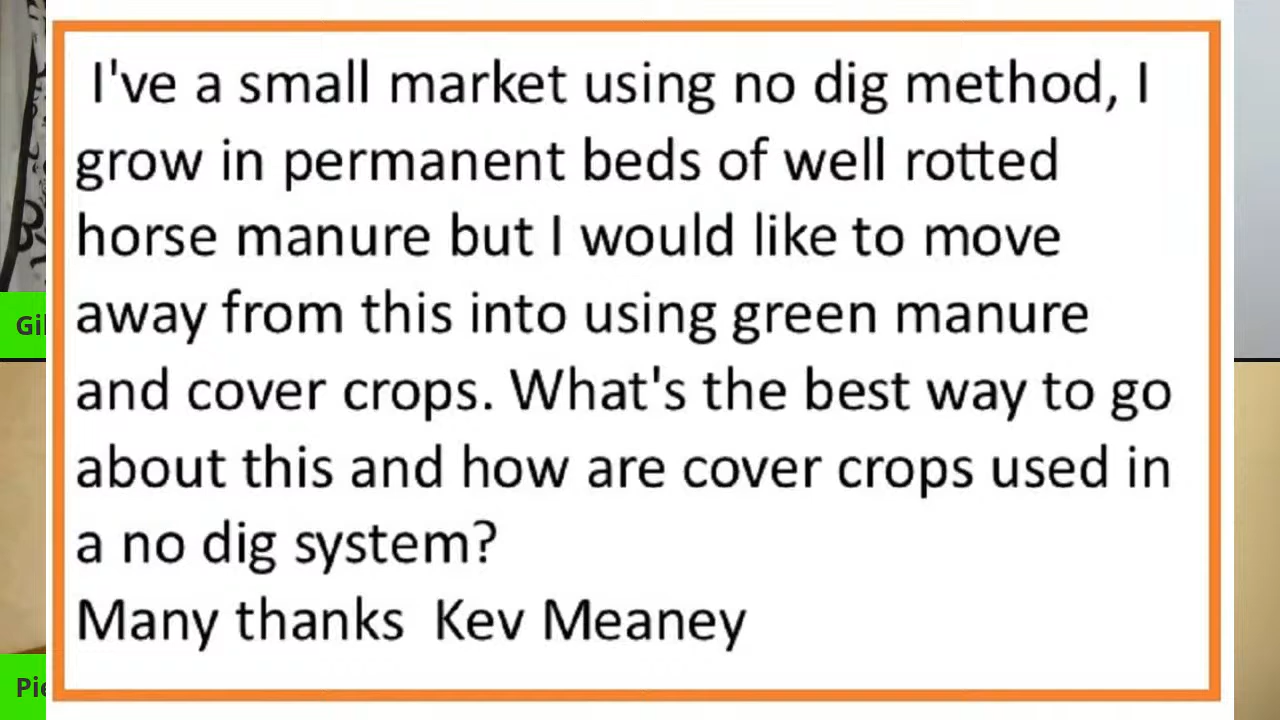 I've a small market using no dig method, I
grow in permanent beds of well rotted
horse manure but I would like to move
away from this into using green manure
and cover crops. What's the best way to go
about this and how are cover crops used in
a no dig system?
Many thanks  Kev Meaney